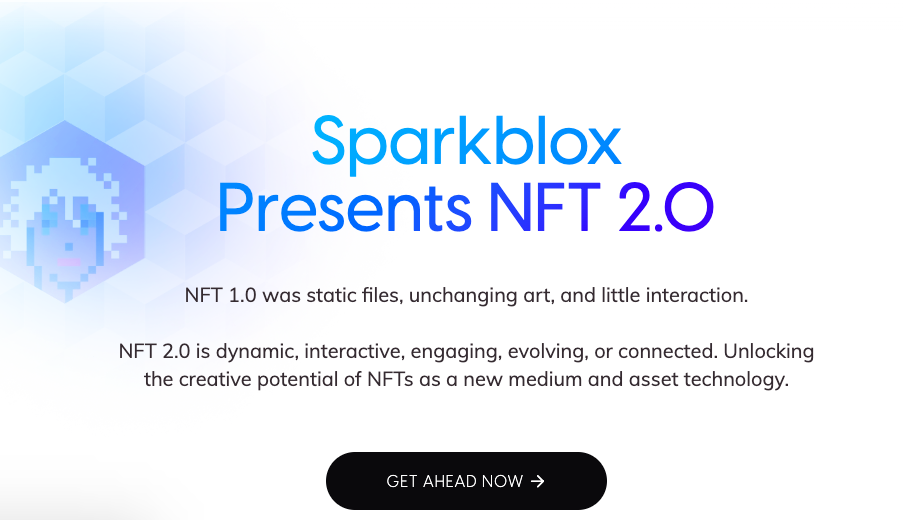 Sparkblox
Presents NFT 2.0
NFT 1.0 was static files, unchanging art, and little interaction.
NFT 2.0 is dynamic, interactive, engaging, evolving, or connected. Unlocking
the creative potential of NFTs as a new medium and asset technology.
GET AHEAD NOW →